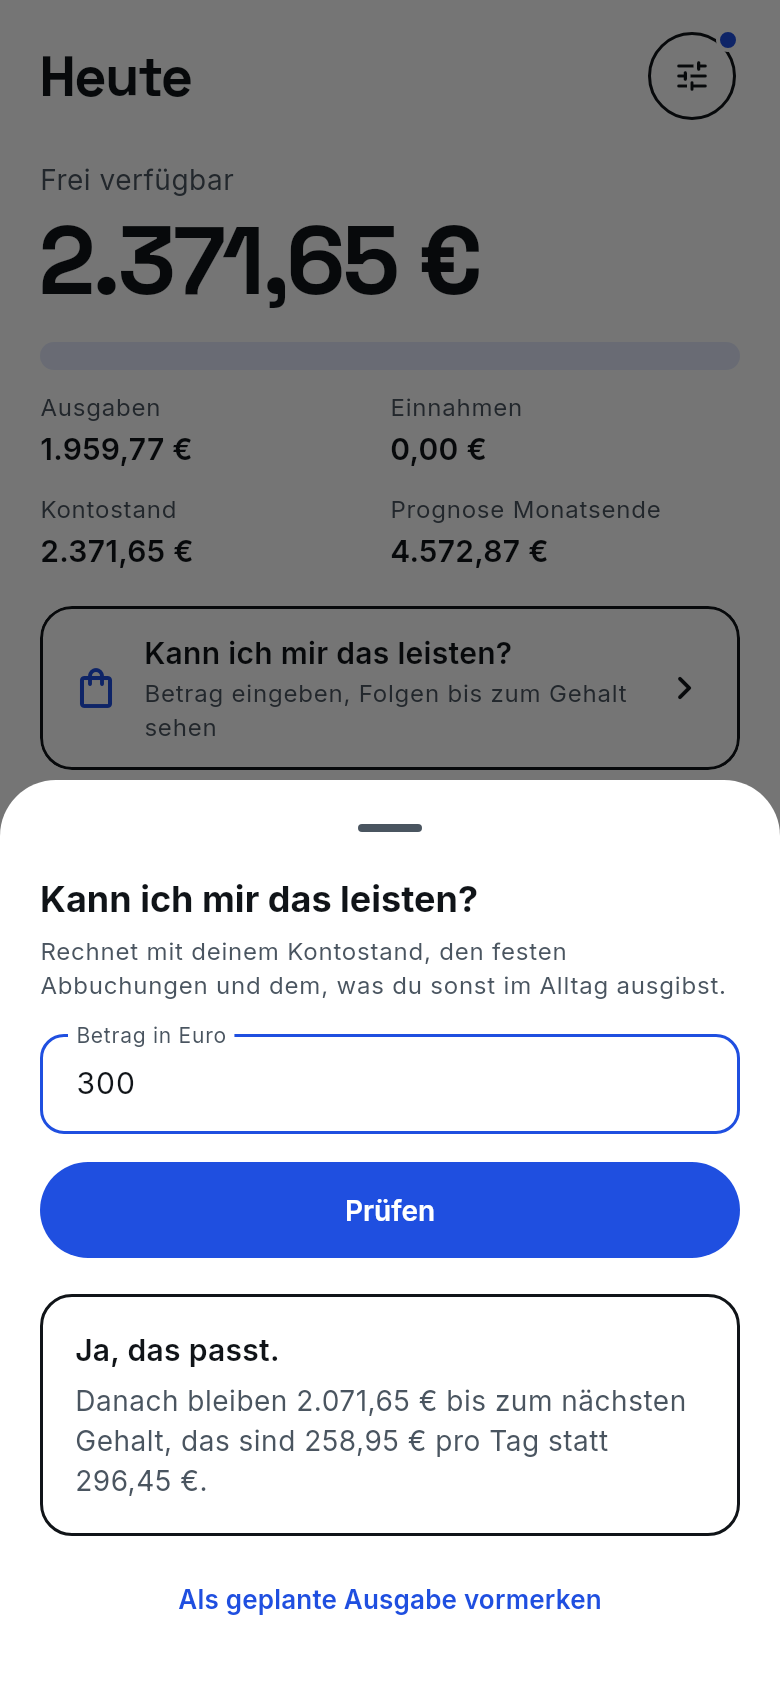 Heute
Frei verfügbar
2.371,65 €
Ausgaben
1.959,77 €
Einnahmen
0,00 €
Kontostand
2.371,65 €
Prognose Monatsende
4.572,87 €
Kann ich mir das leisten?
Betrag eingeben, Folgen bis zum Gehalt
sehen
Kann ich mir das leisten?
Rechnet mit deinem Kontostand, den festen
Abbuchungen und dem, was du sonst im Alltag ausgibst.
Betrag in Euro
300
Prüfen
Ja, das passt.
Danach bleiben 2.071,65 € bis zum nächsten
Gehalt, das sind 258,95 € pro Tag statt
296,45 €.
Als geplante Ausgabe vormerken